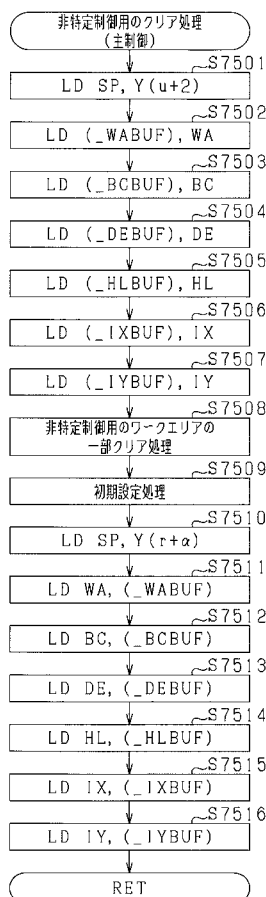 非特定制御用のクリア処理
(主制御)
S7501
LD SP, Y(u+2)
S7502
LD (_WABUF), WA
S7503
LD (_BCBUF), BC
S7504
LD (_DEBUF), DE
S7505
LD (_HLBUF), HL
S7506
LD (_IXBUF), IX
S7507
LD (_IYBUF), IY
S7508
非特定制御用のワークエリアの
一部クリア処理
S7509
初期設定処理
S7510
LD SP, Y(r+α)
S7511
LD WA, (_WABUF)
S7512
LD BC, (_BCBUF)
S7513
LD DE, (_DEBUF)
S7514
LD HL, (_HLBUF)
S7515
LD IX, (_IXBUF)
S7516
LD IY, (_IYBUF)
RET